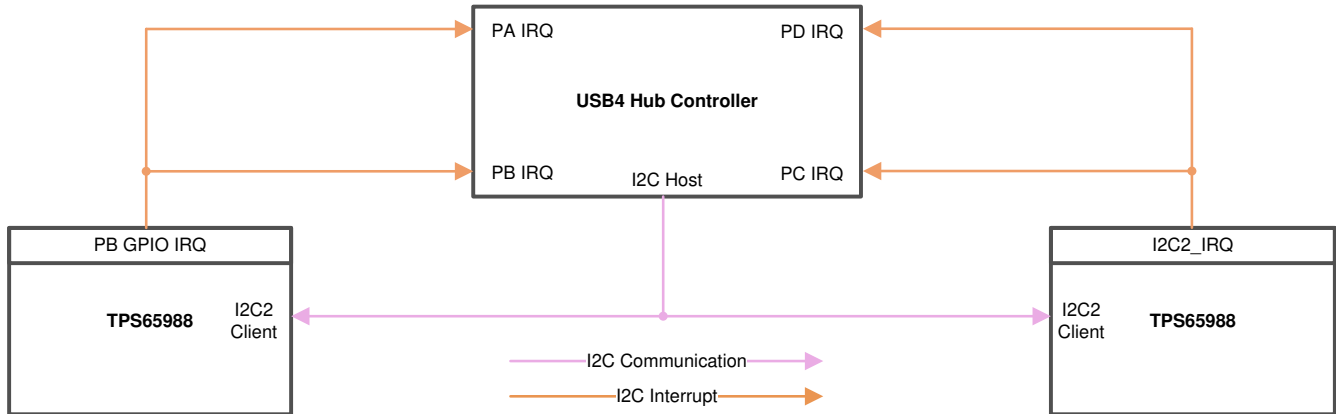 PA IRQ
PD IRQ
USB4 Hub Controller
PB IRQ
I2C Host
PC IRQ
PB GPIO IRQ
I2C2_IRQ
TPS65988
I2C2
Client
I2C2
Client
TPS65988
I2C Communication
I2C Interrupt